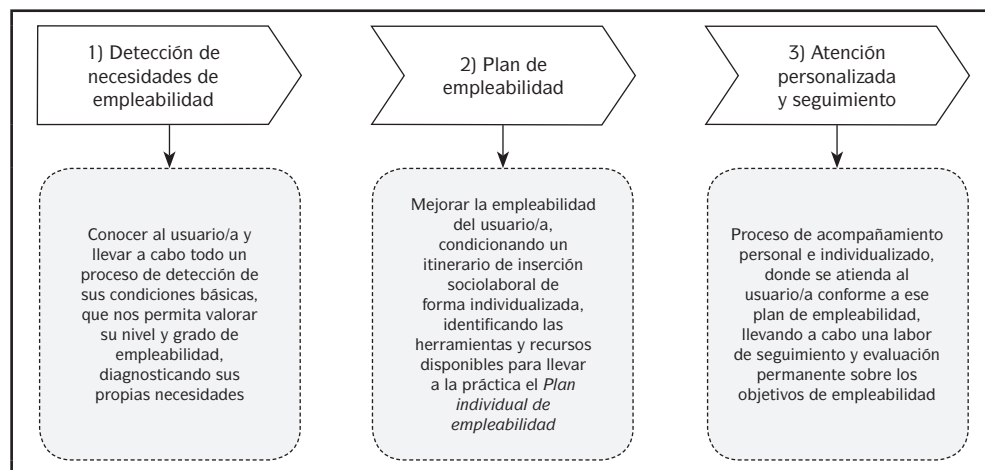 1) Detección de
necesidades de
empleabilidad
Conocer al usuario/a y
llevar a cabo todo un
proceso de detección de
sus condiciones básicas,
que nos permita valorar
su nivel y grado de
empleabilidad,
diagnosticando sus
propias necesidades
2) Plan de
empleabilidad
Mejorar la empleabilidad
del usuario/a,
condicionando un
itinerario de inserción
sociolaboral de
forma individualizada,
identificando las
herramientas y recursos
disponibles para llevar
a la práctica el Plan
individual de
empleabilidad
3) Atención
personalizada
y seguimiento
Proceso de acompañamiento
personal e individualizado,
donde se atienda al
usuario/a conforme a ese
plan de empleabilidad,
llevando a cabo una labor
de seguimiento y evaluación
permanente sobre los
objetivos de empleabilidad